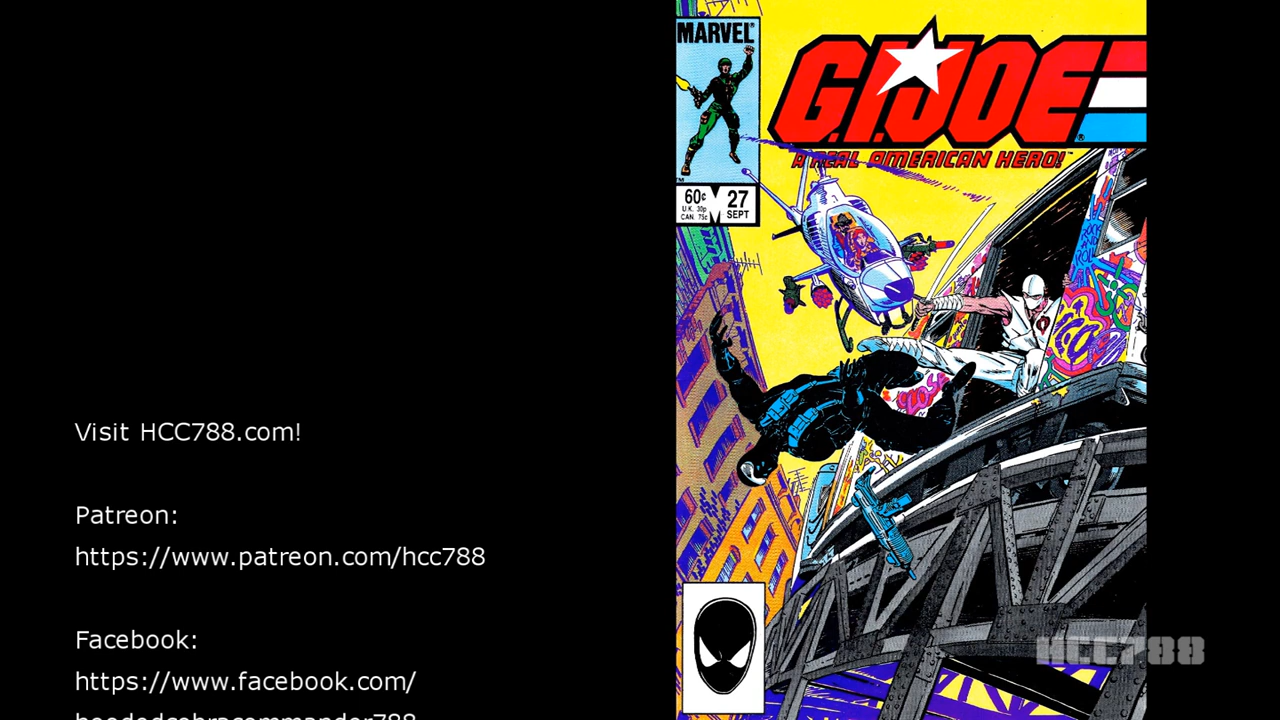 Visit HCC788.com!
Patreon:
https://www.patreon.com/hcc788
Facebook:
https://www.facebook.com/
hoodedcobracommander788
MARVEL
60¢
U.K. 30p
CAN. 75¢
27
SEPT
G.I. JOE
A REAL AMERICAN HERO!
HCC788